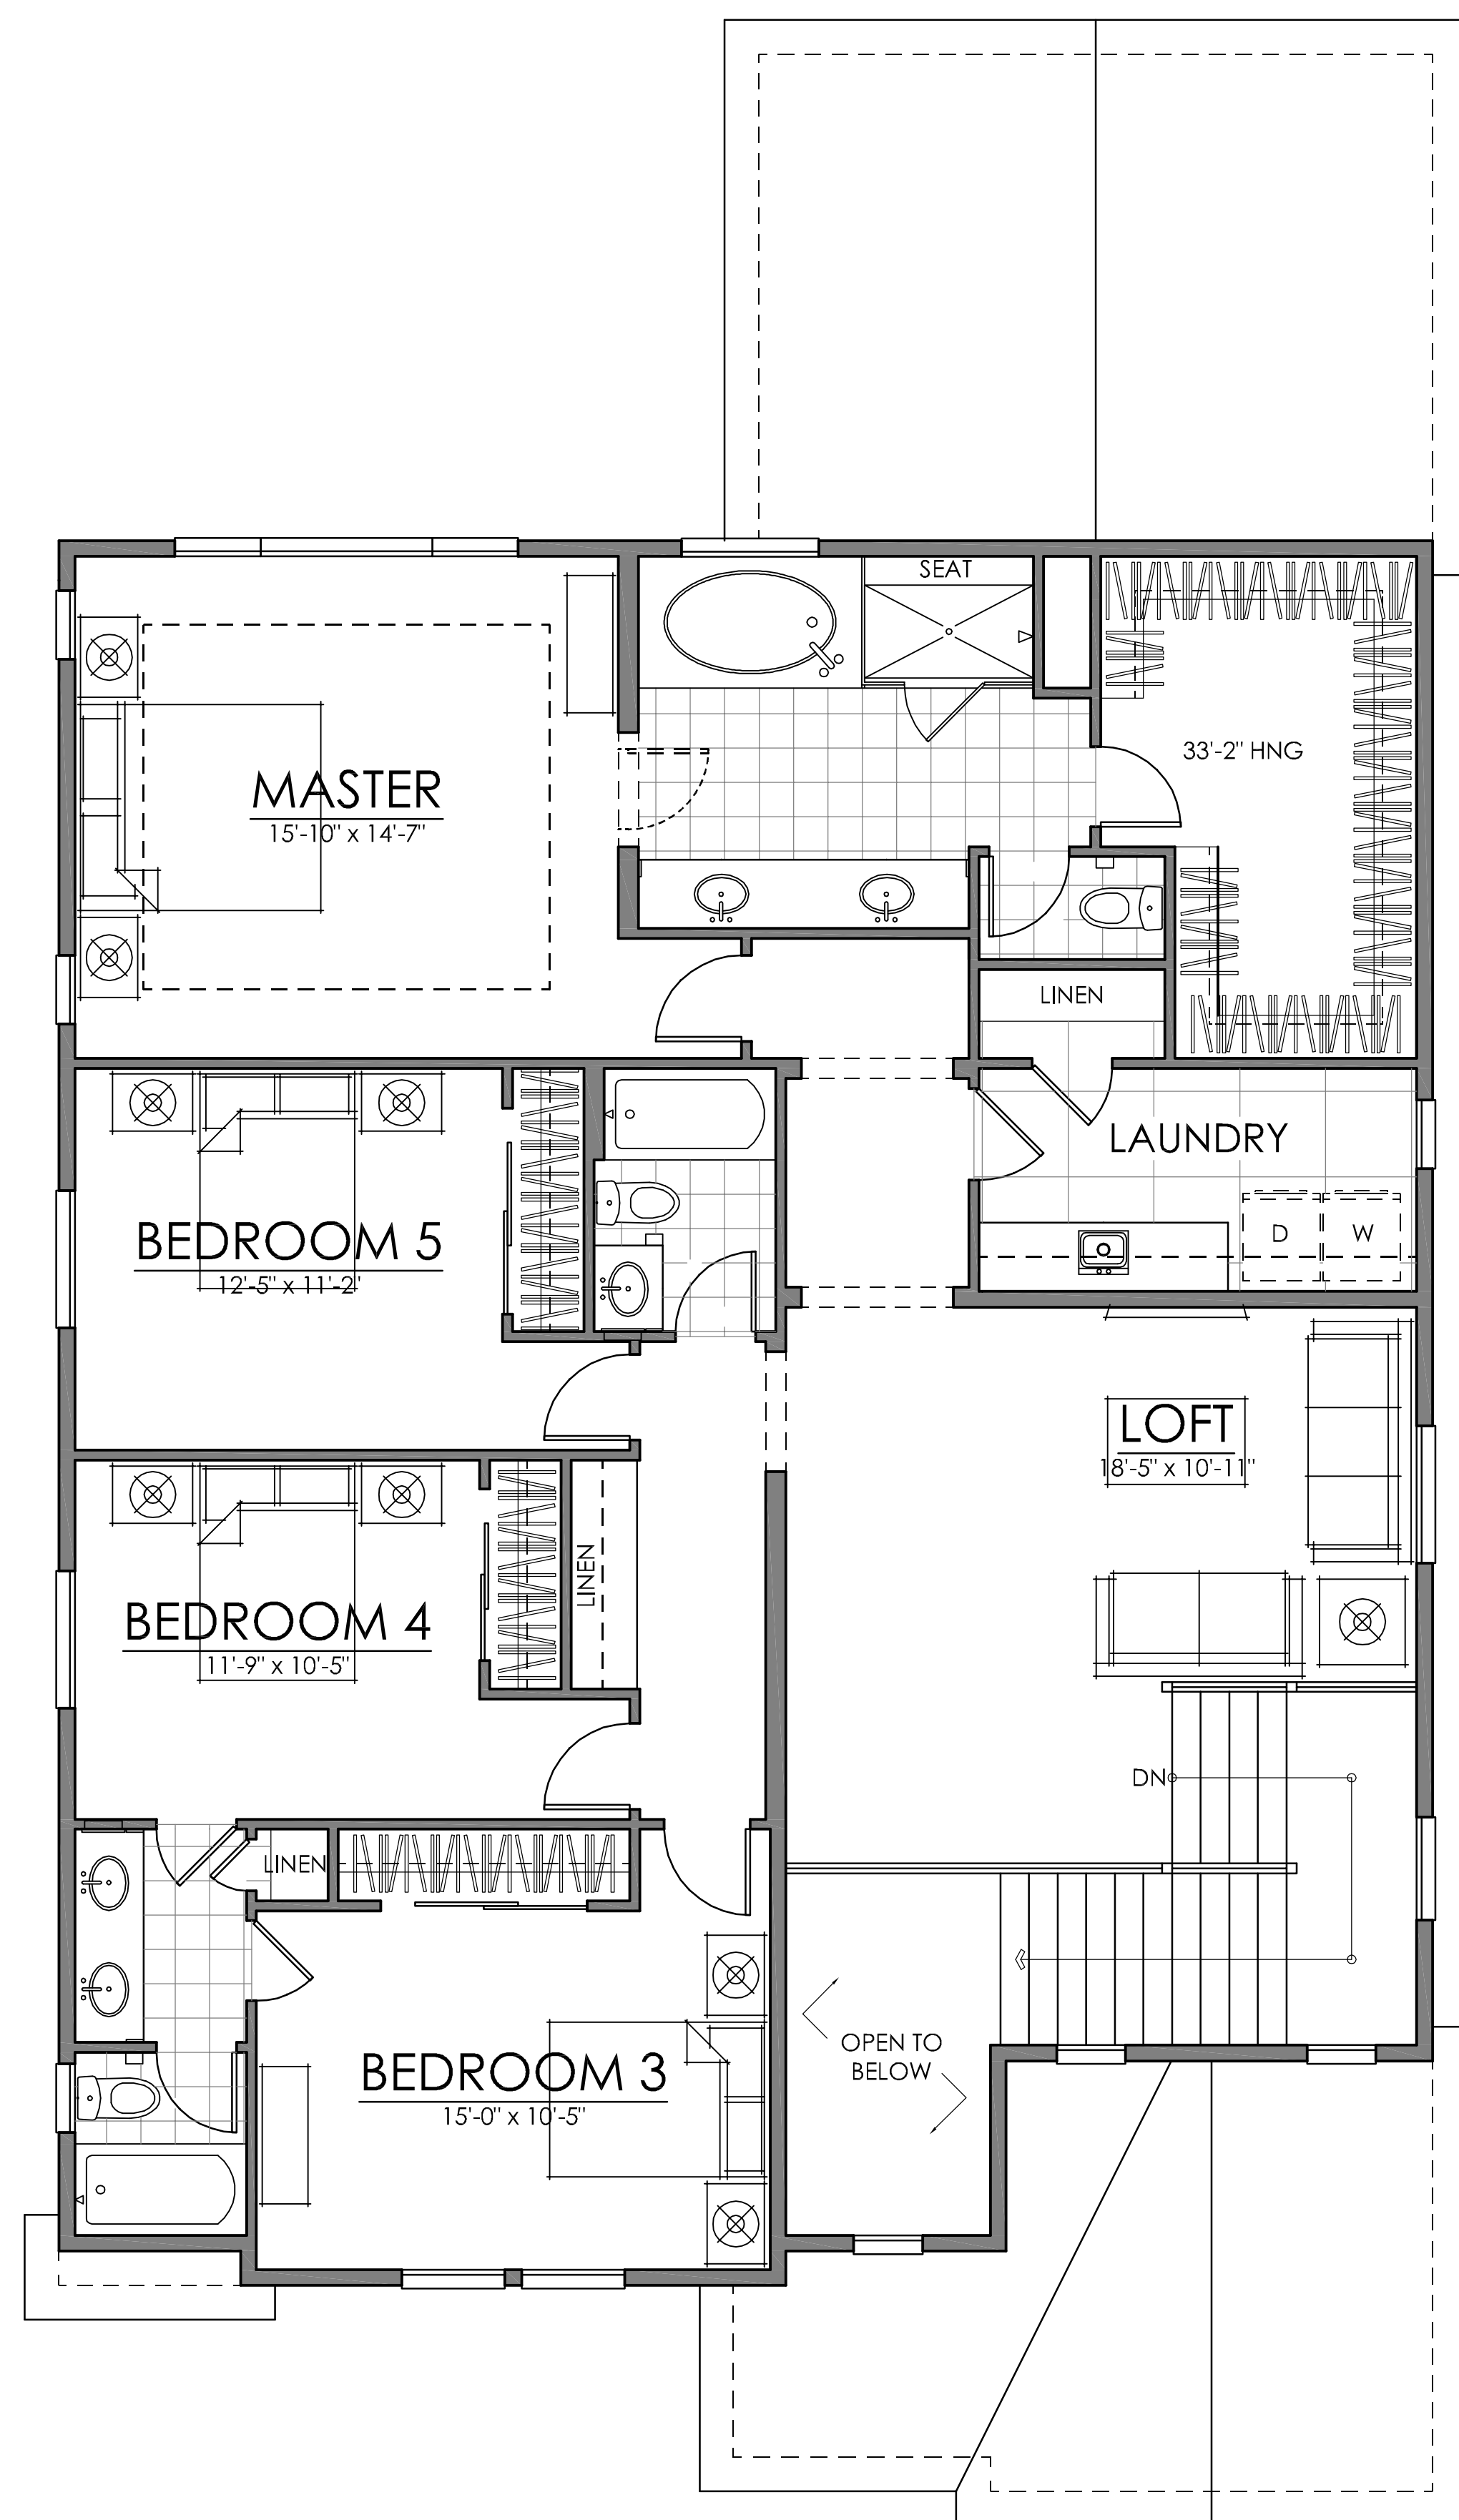 SEAT
33'-2" HNG
MASTER
15'-10" x 14'-7"
LINEN
LAUNDRY
D
W
BEDROOM 5
12'-5" x 11'-2"
LOFT
18'-5" x 10'-11"
LINEN
BEDROOM 4
11'-9" x 10'-5"
DN
LINEN
OPEN TO
BELOW
BEDROOM 3
15'-0" x 10'-5"